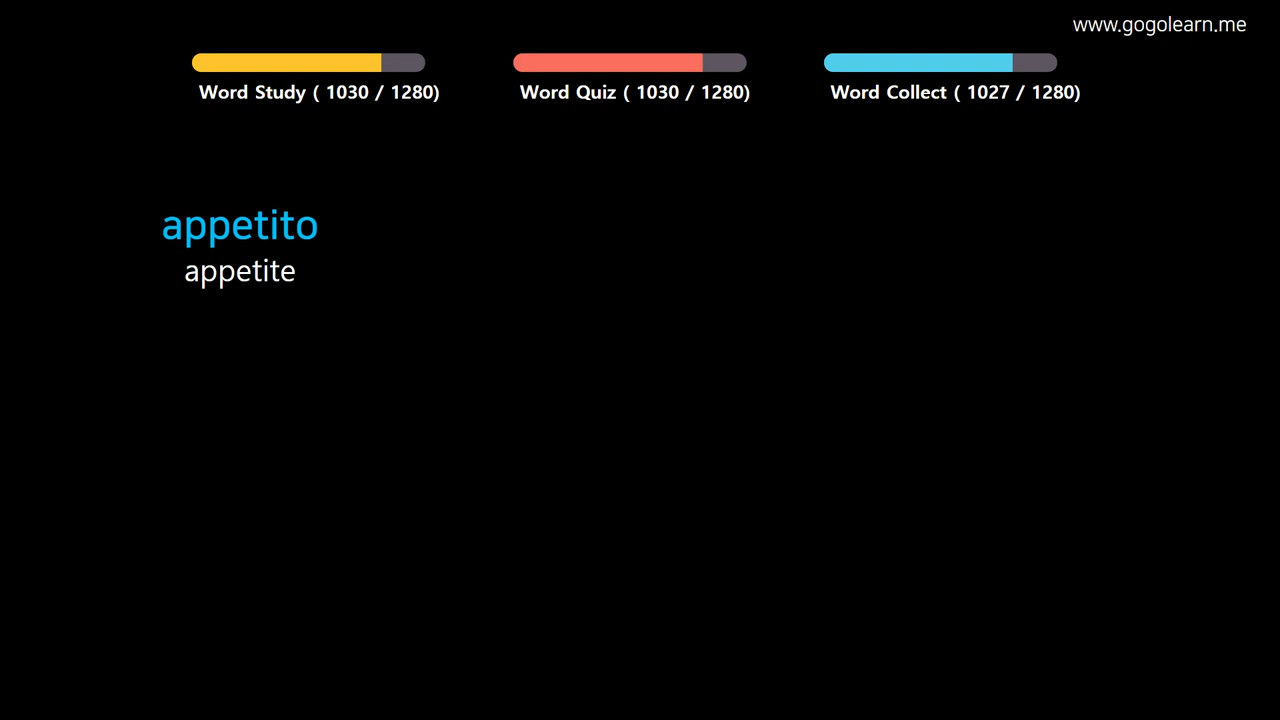 www.gogolearn.me
Word Study ( 1030 / 1280)
Word Quiz ( 1030 / 1280)
Word Collect ( 1027 / 1280)
appetito
appetite